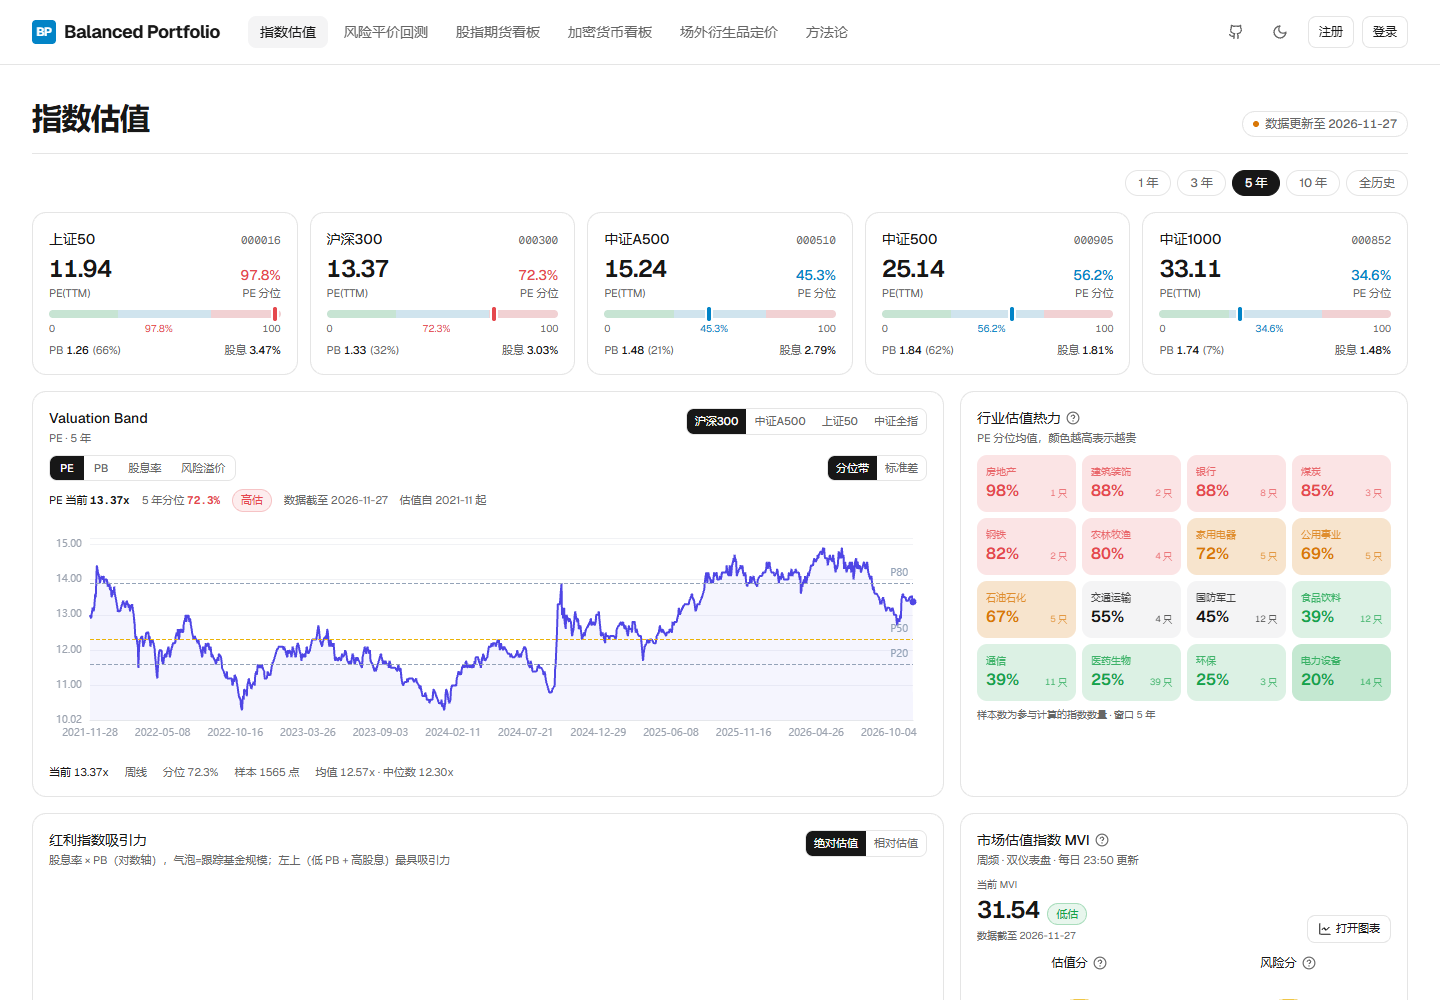 BP Balanced Portfolio 指数估值 风险平价回测 股指期货看板 加密货币看板 场外衍生品定价 方法论 注册 登录
指数估值
数据更新至 2026-11-27
1 年 3 年 5 年 10 年 全历史
上证50 000016
11.94 97.8%
PE(TTM) PE 分位
0 97.8% 100
PB 1.26 (66%) 股息 3.47%
沪深300 000300
13.37 72.3%
PE(TTM) PE 分位
0 72.3% 100
PB 1.33 (32%) 股息 3.03%
中证A500 000510
15.24 45.3%
PE(TTM) PE 分位
0 45.3% 100
PB 1.48 (21%) 股息 2.79%
中证500 000905
25.14 56.2%
PE(TTM) PE 分位
0 56.2% 100
PB 1.84 (62%) 股息 1.81%
中证1000 000852
33.11 34.6%
PE(TTM) PE 分位
0 34.6% 100
PB 1.74 (7%) 股息 1.48%
Valuation Band
PE · 5 年
沪深300 中证A500 上证50 中证全指
PE PB 股息率 风险溢价
分位带 标准差
PE 当前 13.37x 5 年分位 72.3% 高估 数据截至 2026-11-27 估值自 2021-11 起
15.00
14.00
13.00
12.00
11.00
10.02
P80
P50
P20
2021-11-28 2022-05-08 2022-10-16 2023-03-26 2023-09-03 2024-02-11 2024-07-21 2024-12-29 2025-06-08 2025-11-16 2026-04-26 2026-10-04
当前 13.37x 周线 分位 72.3% 样本 1565 点 均值 12.57x · 中位数 12.30x
行业估值热力
PE 分位均值，颜色越高表示越贵
房地产 建筑装饰 银行 煤炭
98% 1 只 88% 2 只 88% 8 只 85% 3 只
钢铁 农林牧渔 家用电器 公用事业
82% 2 只 80% 4 只 72% 5 只 69% 5 只
石油石化 交通运输 国防军工 食品饮料
67% 5 只 55% 4 只 45% 12 只 39% 12 只
通信 医药生物 环保 电力设备
39% 11 只 25% 39 只 25% 3 只 20% 14 只
样本数为参与计算的指数数量 · 窗口 5 年
红利指数吸引力
股息率 × PB（对数轴），气泡=跟踪基金规模；左上（低 PB + 高股息）最具吸引力
绝对估值 相对估值
市场估值指数 MVI
周频 · 双仪表盘 · 每日 23:50 更新
当前 MVI
31.54 低估
数据截至 2026-11-27
打开图表
估值分 风险分